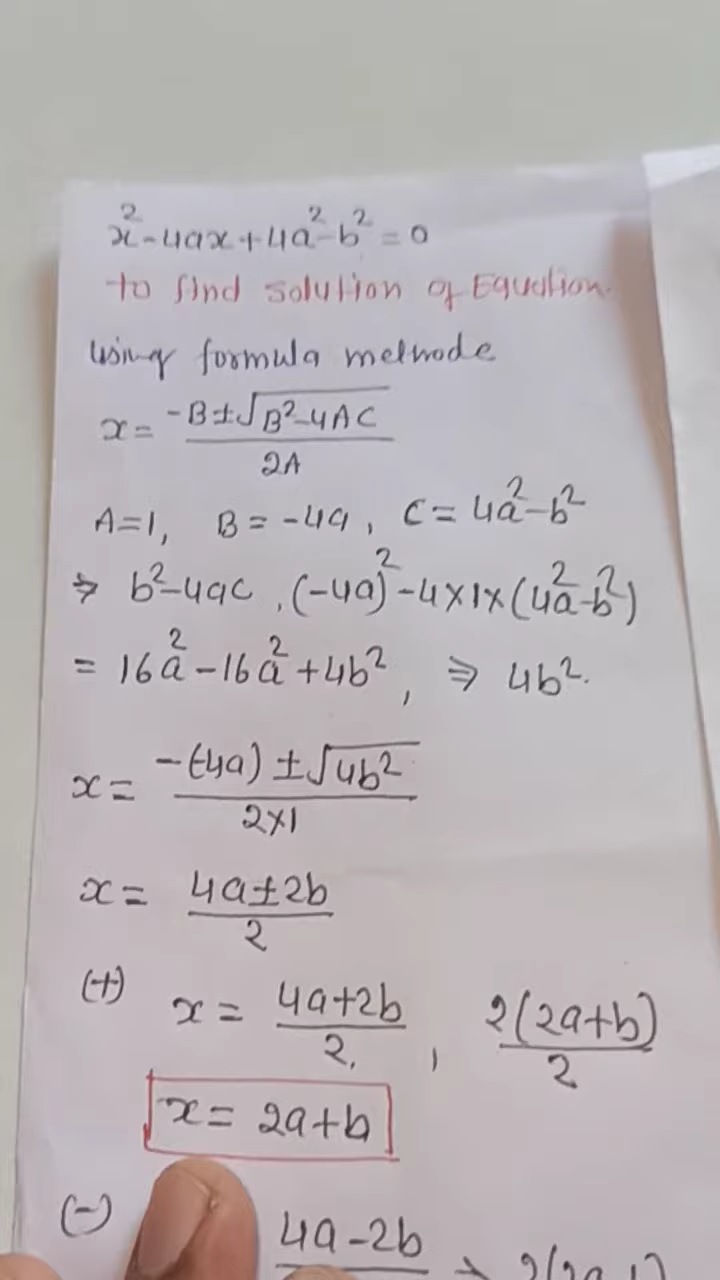 x² - 4ax + 4a² - b² = 0
to find solution of Equation.
Using formula methode
x = -B ± √B² - 4AC / 2A
A = 1, B = -4a, C = 4a² - b²
⇒ b² - 4ac , (-4a)² - 4×1×(4a² - b²)
= 16a² - 16a² + 4b² , ⇒ 4b².
x = -(-4a) ± √4b² / 2×1
x = 4a ± 2b / 2
(+) x = 4a + 2b / 2 , 2(2a + b) / 2
x = 2a + b
(-) 4a - 2b